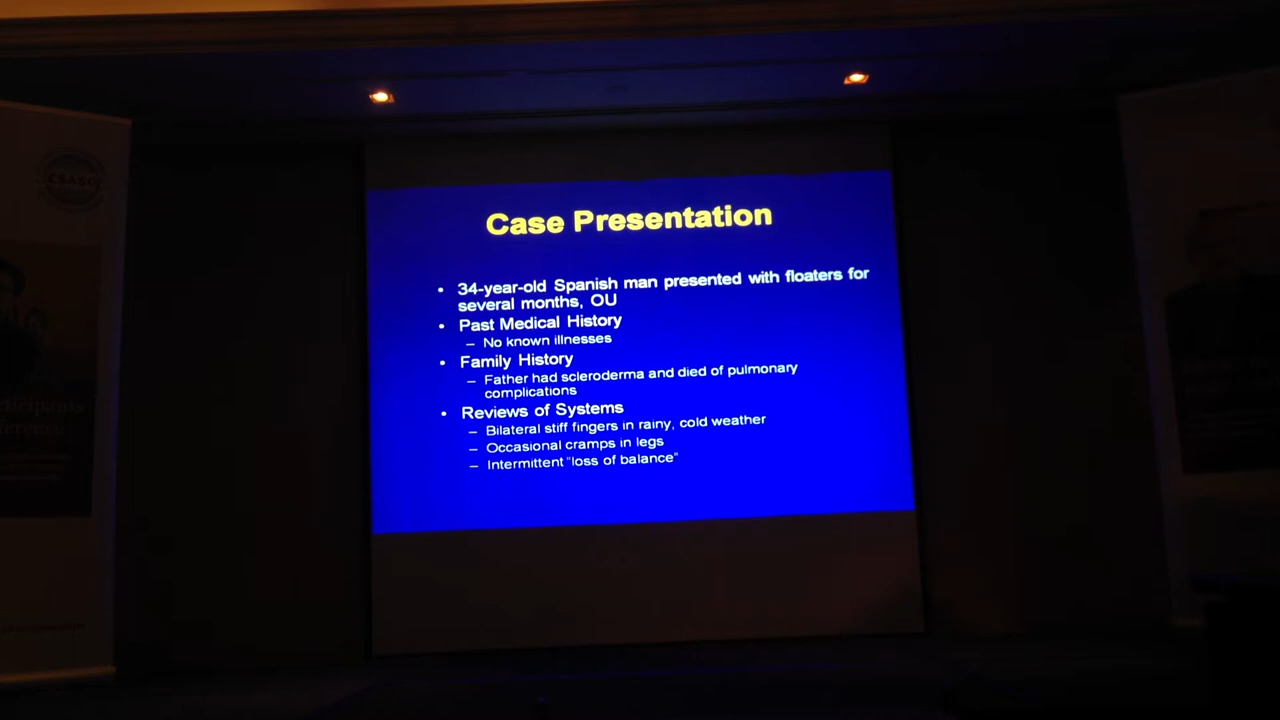 CSASO
Case Presentation
• 34-year-old Spanish man presented with floaters for
several months, OU
• Past Medical History
– No known illnesses
• Family History
– Father had scleroderma and died of pulmonary
complications
• Reviews of Systems
– Bilateral stiff fingers in rainy, cold weather
– Occasional cramps in legs
– Intermittent "loss of balance"